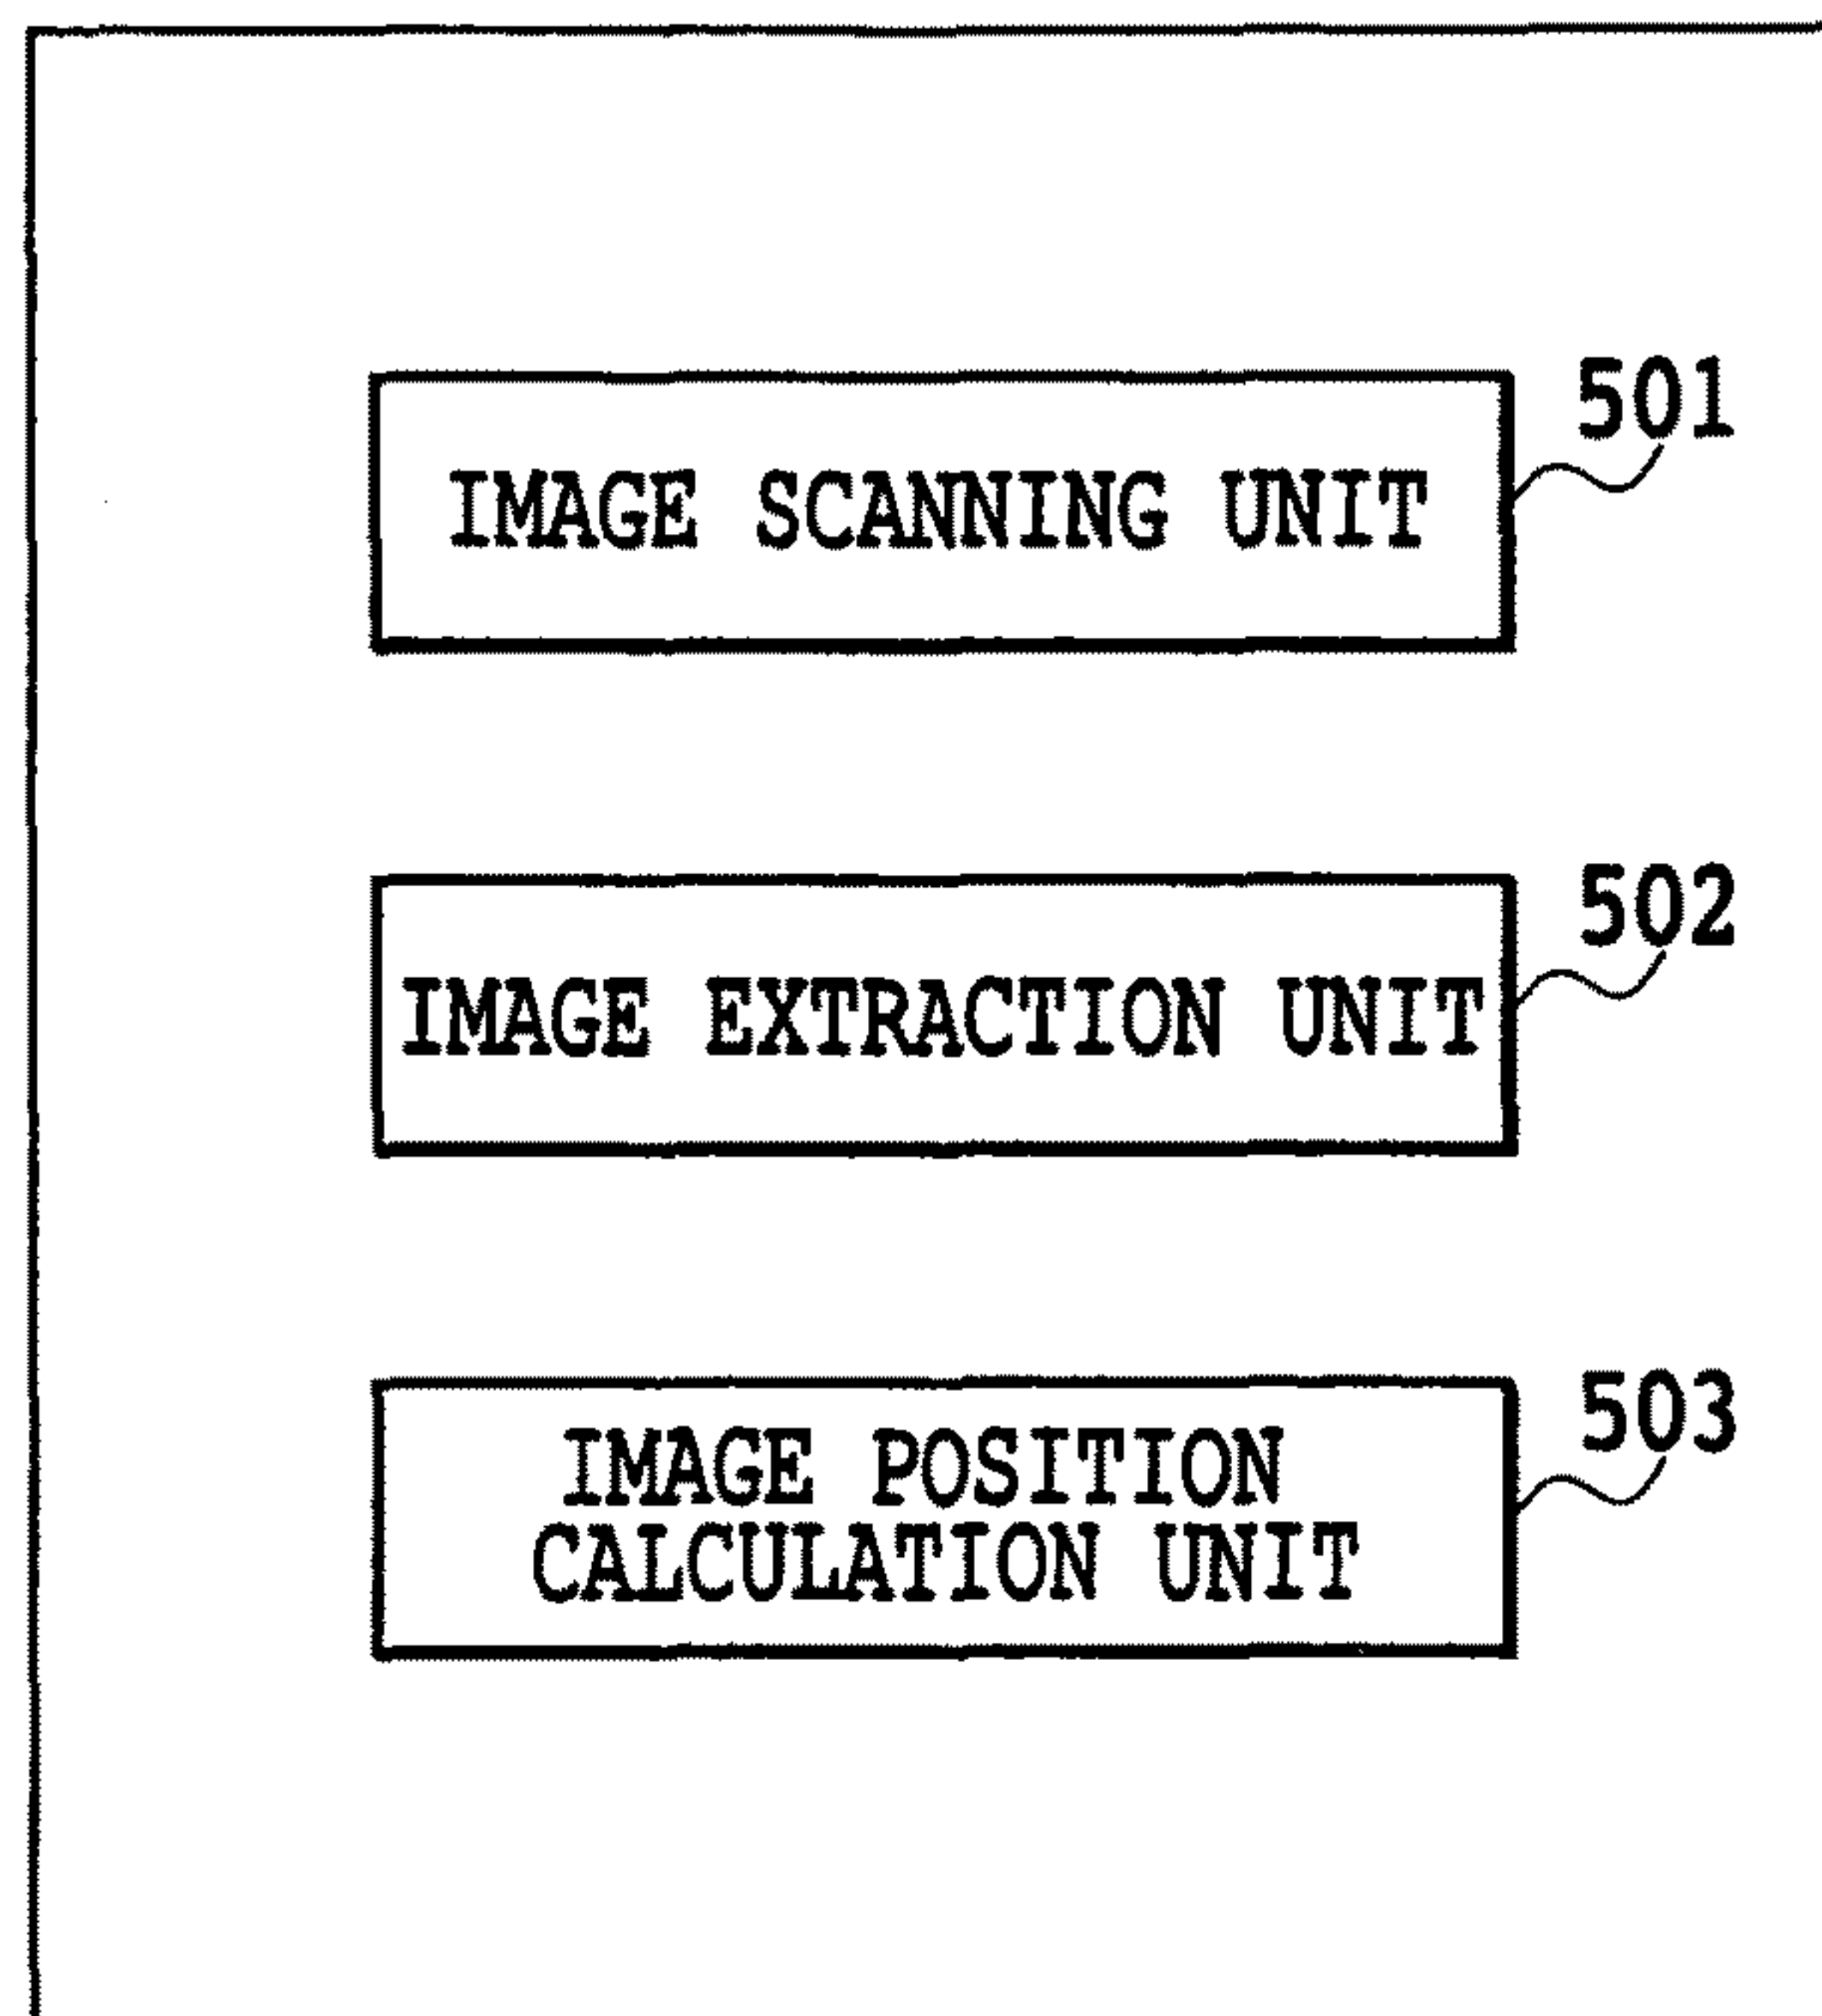 501
IMAGE SCANNING UNIT
502
IMAGE EXTRACTION UNIT
503
IMAGE POSITION
CALCULATION UNIT